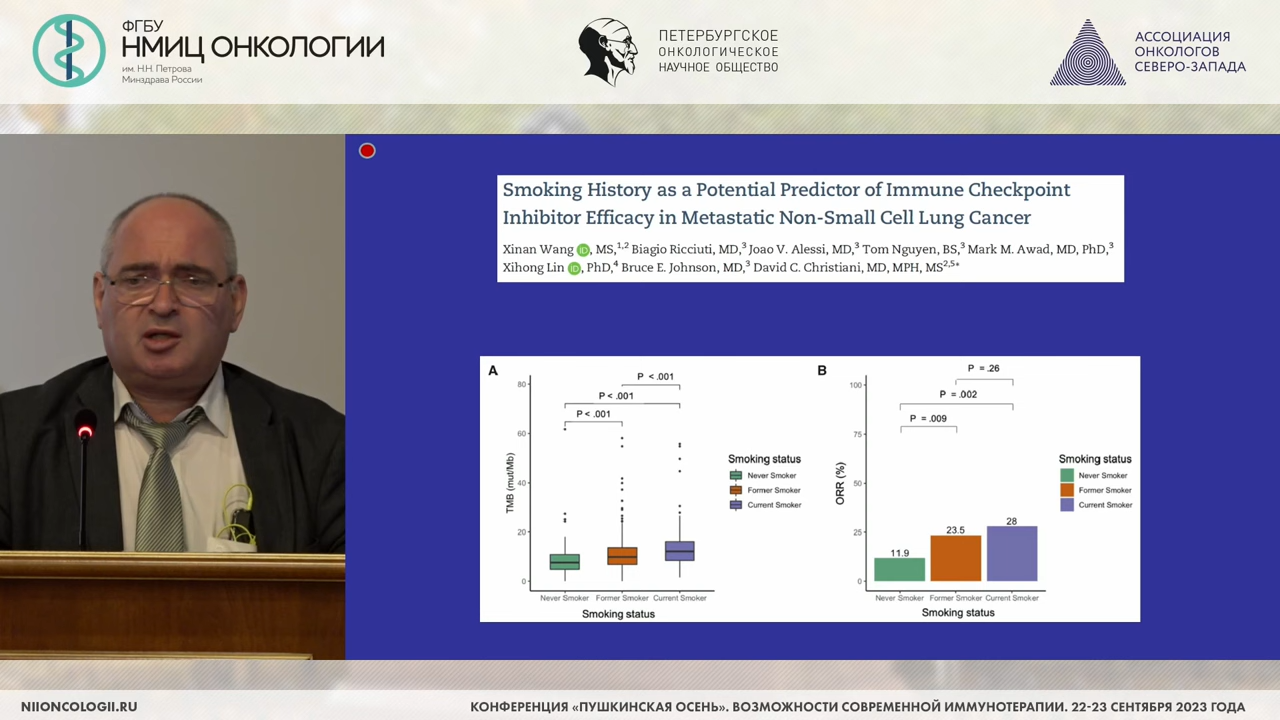 ФГБУ
НМИЦ ОНКОЛОГИИ
им. Н.Н. Петрова
Минздрава России
ПЕТЕРБУРГСКОЕ
ОНКОЛОГИЧЕСКОЕ
НАУЧНОЕ ОБЩЕСТВО
АССОЦИАЦИЯ
ОНКОЛОГОВ
СЕВЕРО-ЗАПАДА
Smoking History as a Potential Predictor of Immune Checkpoint
Inhibitor Efficacy in Metastatic Non-Small Cell Lung Cancer
Xinan Wang iD, MS,1,2 Biagio Ricciuti, MD,3 Joao V. Alessi, MD,3 Tom Nguyen, BS,3 Mark M. Awad, MD, PhD,3
Xihong Lin iD, PhD,4 Bruce E. Johnson, MD,3 David C. Christiani, MD, MPH, MS2,5*
A
P < .001
P < .001
P < .001
80
60
40
20
0
TMB (mut/Mb)
Never Smoker Former Smoker Current Smoker
Smoking status
Smoking status
Never Smoker
Former Smoker
Current Smoker
B
P = .26
P = .002
P = .009
100
75
50
25
0
ORR (%)
11.9
23.5
28
Never Smoker Former Smoker Current Smoker
Smoking status
Smoking status
Never Smoker
Former Smoker
Current Smoker
NIIONCOLOGII.RU
КОНФЕРЕНЦИЯ «ПУШКИНСКАЯ ОСЕНЬ». ВОЗМОЖНОСТИ СОВРЕМЕННОЙ ИММУНОТЕРАПИИ. 22-23 СЕНТЯБРЯ 2023 ГОДА